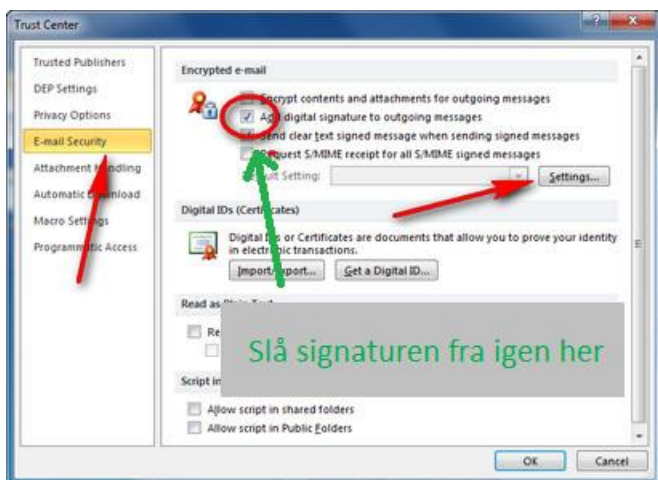 Trust Center
Trusted Publishers
DEP Settings
Privacy Options
E-mail Security
Attachment Handling
Automatic Download
Macro Settings
Programmatic Access
Encrypted e-mail
Encrypt contents and attachments for outgoing messages
Add digital signature to outgoing messages
Send clear text signed message when sending signed messages
Request S/MIME receipt for all S/MIME signed messages
Default Setting:
Settings...
Digital IDs (Certificates)
Digital IDs or Certificates are documents that allow you to prove your identity
in electronic transactions.
Import/Export...
Get a Digital ID...
Read as Plain Text
Re
Slå signaturen fra igen her
Script in
Allow script in shared folders
Allow script in Public Folders
OK
Cancel